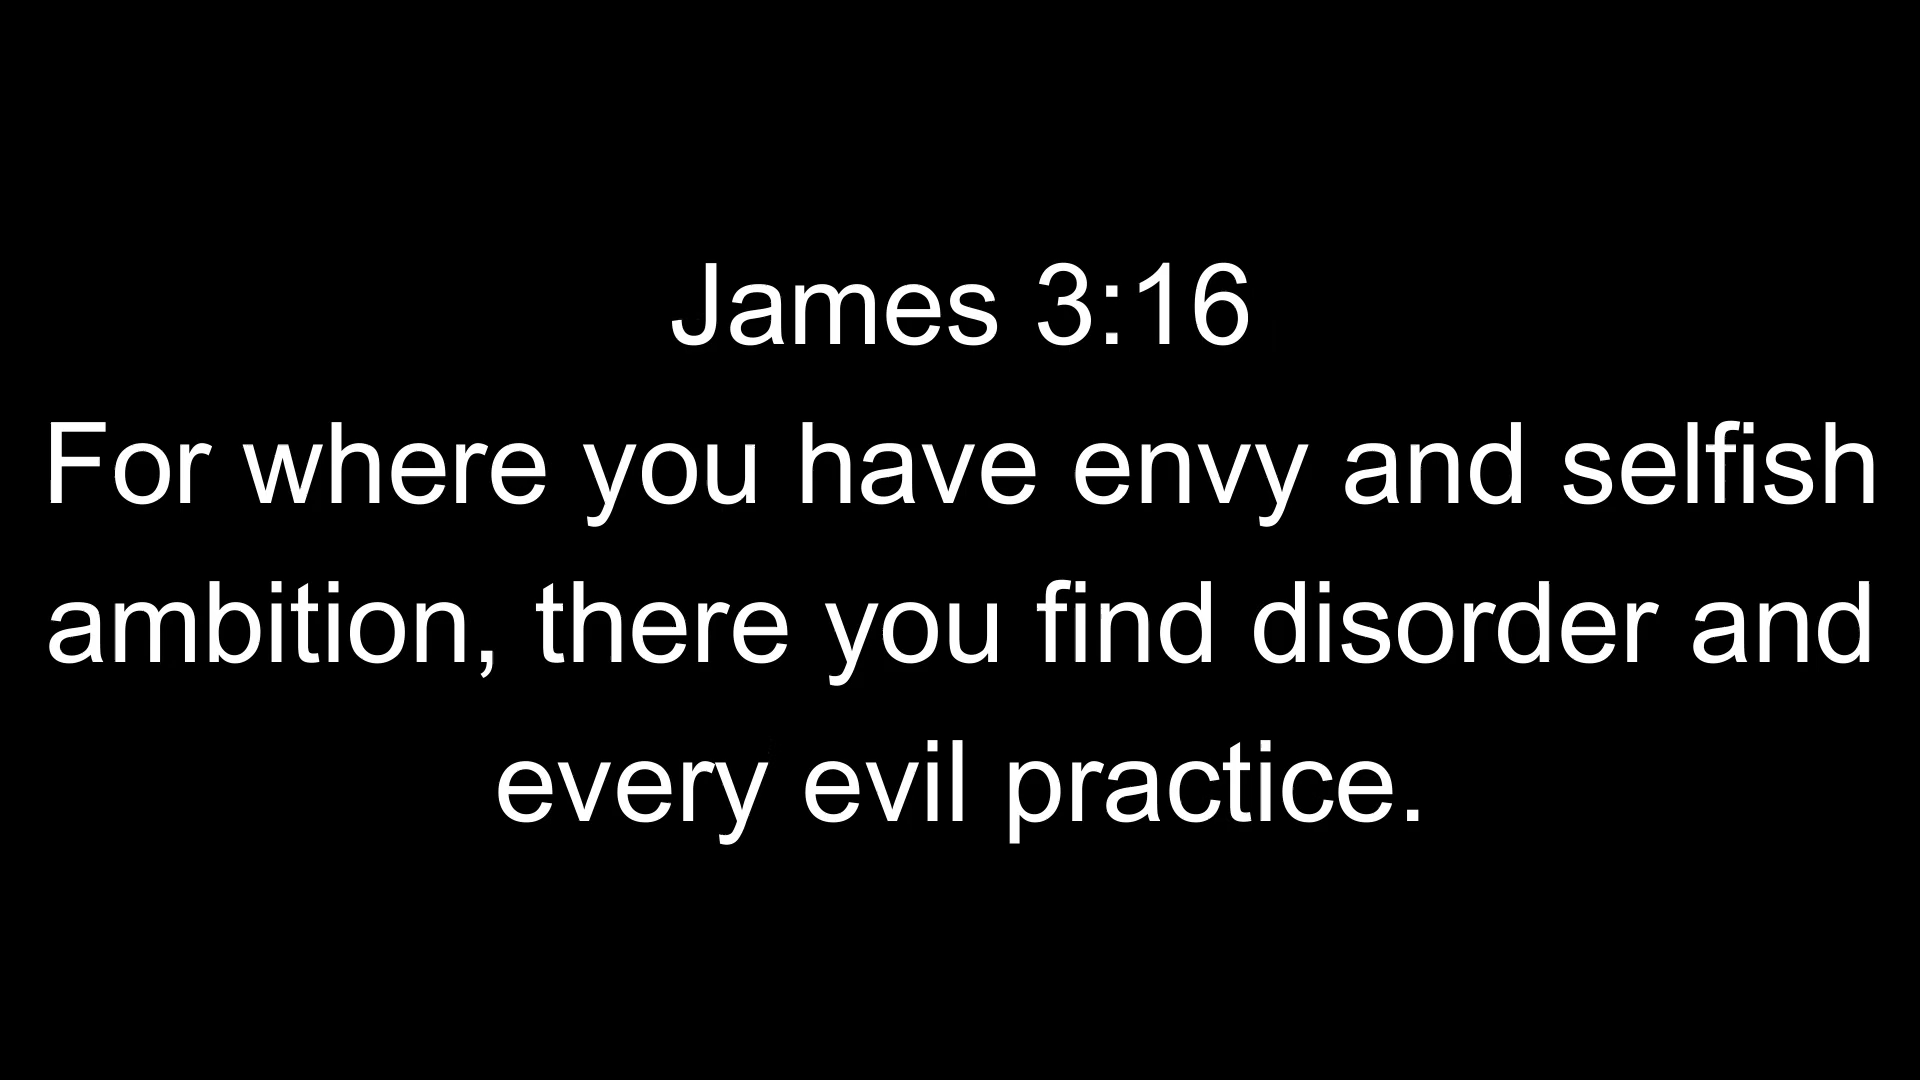 James 3:16
For where you have envy and selfish
ambition, there you find disorder and
every evil practice.